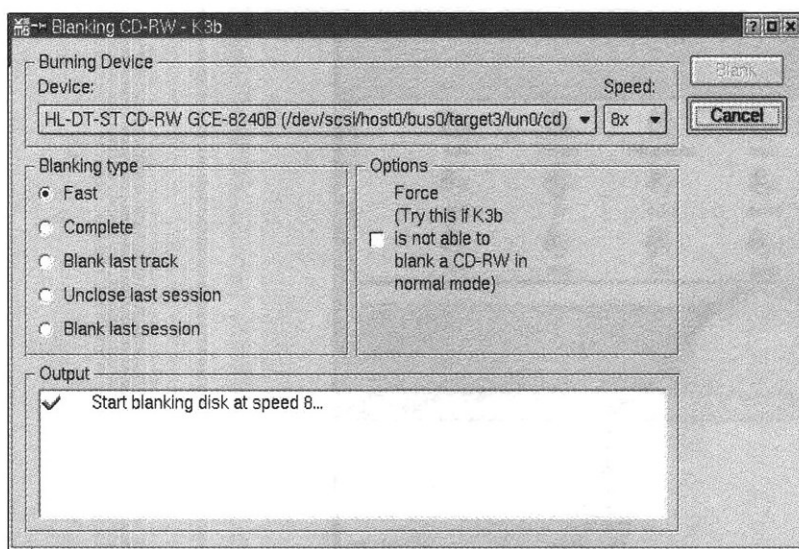 Blanking CD-RW - K3b
Burning Device
Device:
Speed:
HL-DT-ST CD-RW GCE-8240B (/dev/scsi/host0/bus0/target3/lun0/cd)
8x
Blank
Cancel
Blanking type
Fast
Complete
Blank last track
Unclose last session
Blank last session
Options
Force
(Try this if K3b
is not able to
blank a CD-RW in
normal mode)
Output
Start blanking disk at speed 8...